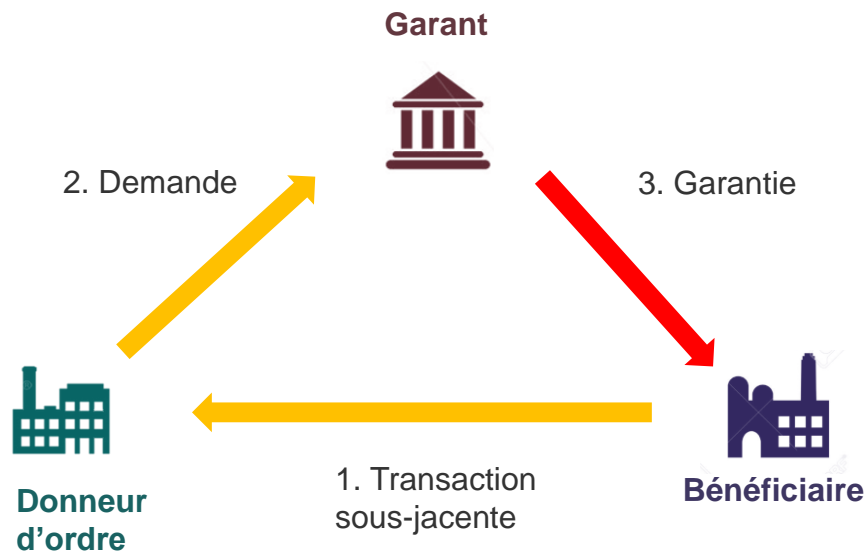 Garant
2. Demande
3. Garantie
1. Transaction
sous-jacente
Donneur
d’ordre
Bénéficiaire